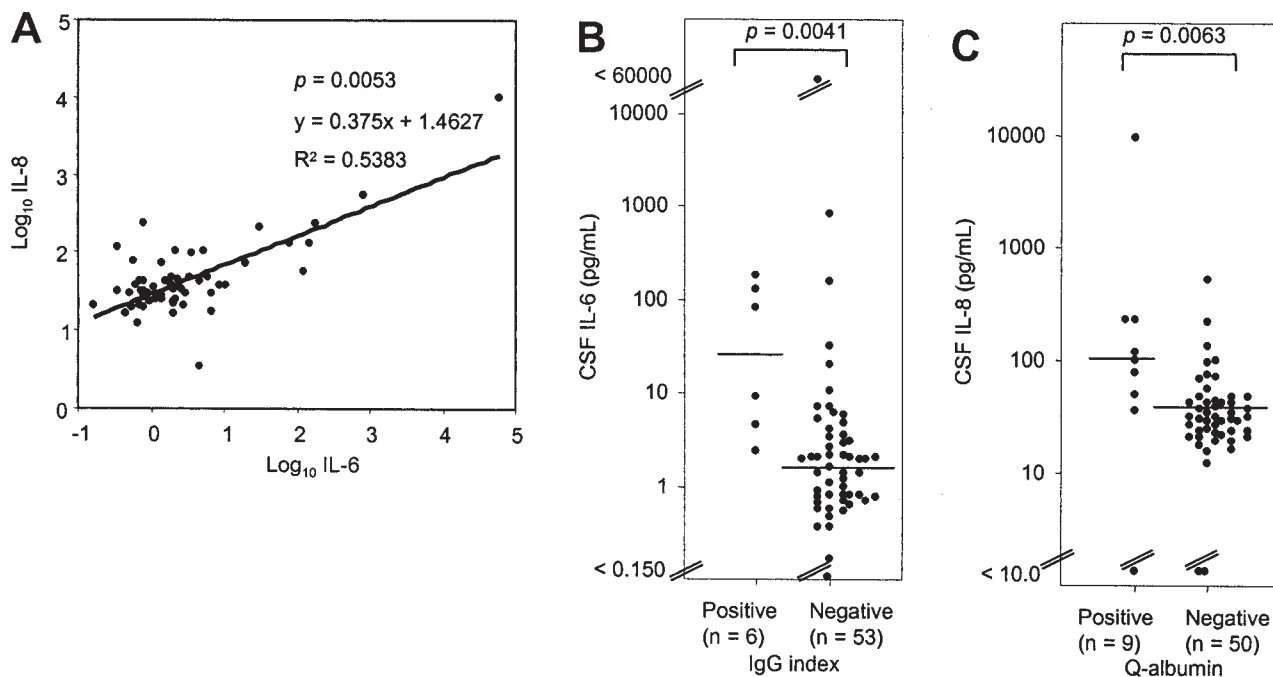 A
5
4
3
2
1
0
-1
0
1
2
3
4
5
Log10 IL-8
Log10 IL-6
p = 0.0053
y = 0.375x + 1.4627
R² = 0.5383
B
p = 0.0041
< 60000
10000
1000
100
10
1
< 0.150
CSF IL-6 (pg/mL)
Positive Negative
(n = 6) (n = 53)
IgG index
C
p = 0.0063
10000
1000
100
10
< 10.0
CSF IL-8 (pg/mL)
Positive Negative
(n = 9) (n = 50)
Q-albumin